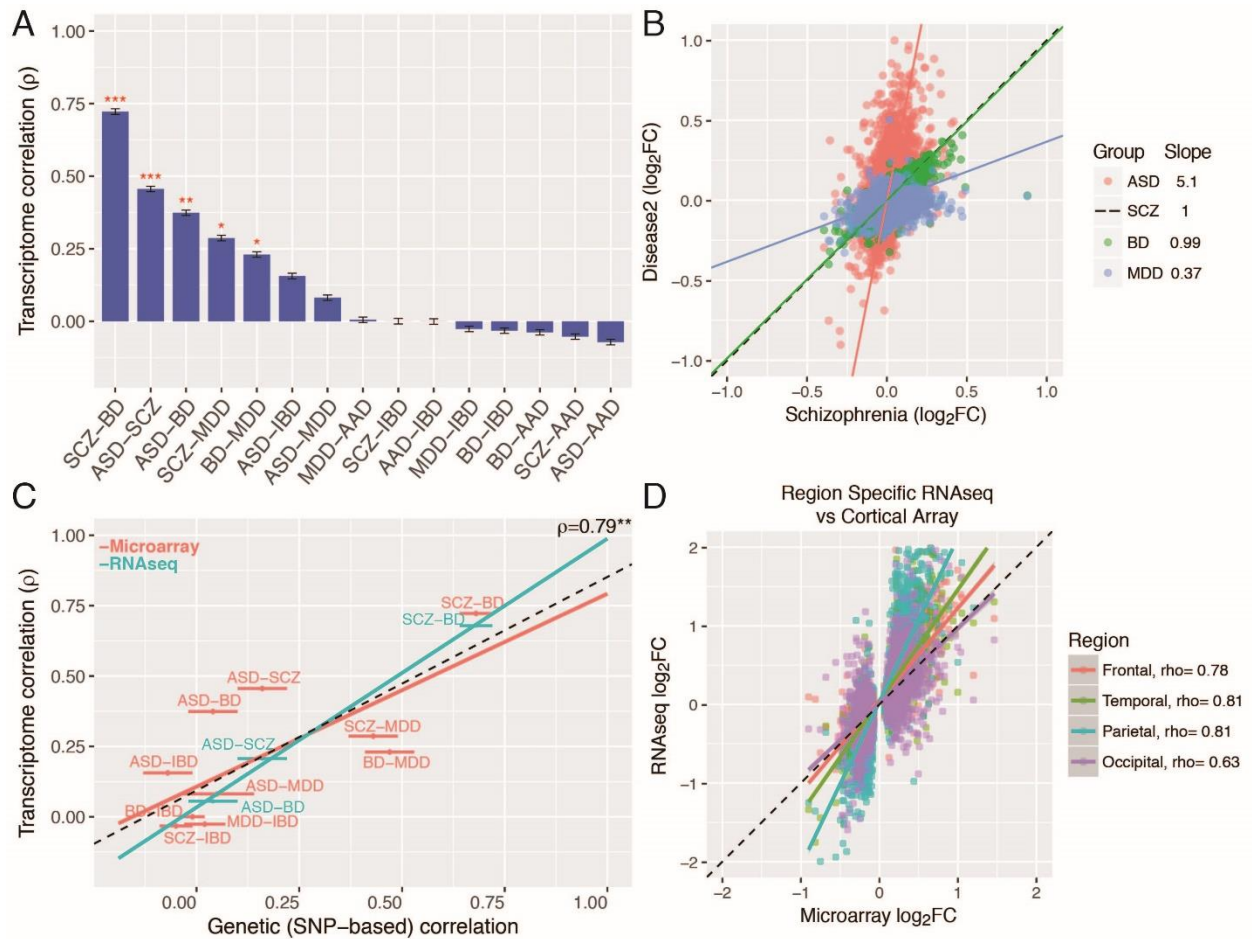 A
Transcriptome correlation (ρ)
1.00
0.75
0.50
0.25
0.00
***
***
**
*
*
SCZ−BD
ASD−SCZ
ASD−BD
SCZ−MDD
BD−MDD
ASD−IBD
ASD−MDD
MDD−AAD
SCZ−IBD
AAD−IBD
MDD−IBD
BD−IBD
BD−AAD
SCZ−AAD
ASD−AAD
B
Disease2 (log2FC)
1.0
0.5
0.0
−0.5
−1.0
−1.0 −0.5 0.0 0.5 1.0
Schizophrenia (log2FC)
Group Slope
ASD 5.1
SCZ 1
BD 0.99
MDD 0.37
C
Transcriptome correlation (ρ)
1.00
0.75
0.50
0.25
0.00
ρ=0.79**
−Microarray
−RNAseq
SCZ−BD
SCZ−BD
ASD−SCZ
ASD−BD
SCZ−MDD
ASD−SCZ
BD−MDD
ASD−IBD
ASD−MDD
BD−IBD
ASD−BD
MDD−IBD
SCZ−IBD
0.00 0.25 0.50 0.75 1.00
Genetic (SNP−based) correlation
D
Region Specific RNAseq
vs Cortical Array
RNAseq log2FC
2
1
0
−1
−2
−2 −1 0 1 2
Microarray log2FC
Region
Frontal, rho= 0.78
Temporal, rho= 0.81
Parietal, rho= 0.81
Occipital, rho= 0.63